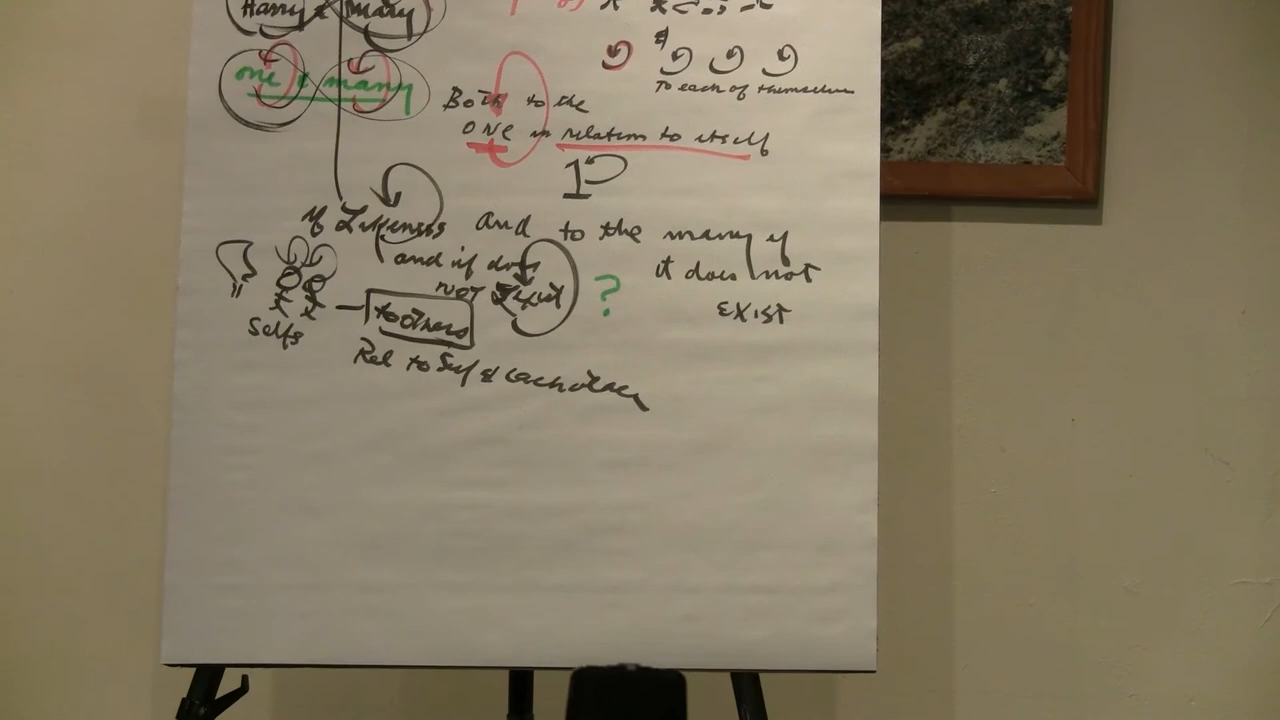 Harry & Mary
one & many
To each of themselves
Both to the
ONE in relation to itself
1
If Likeness and to the many if
and if does it does not
not Exist ? EXIST
to others
Selfs
Rel to Self & each other